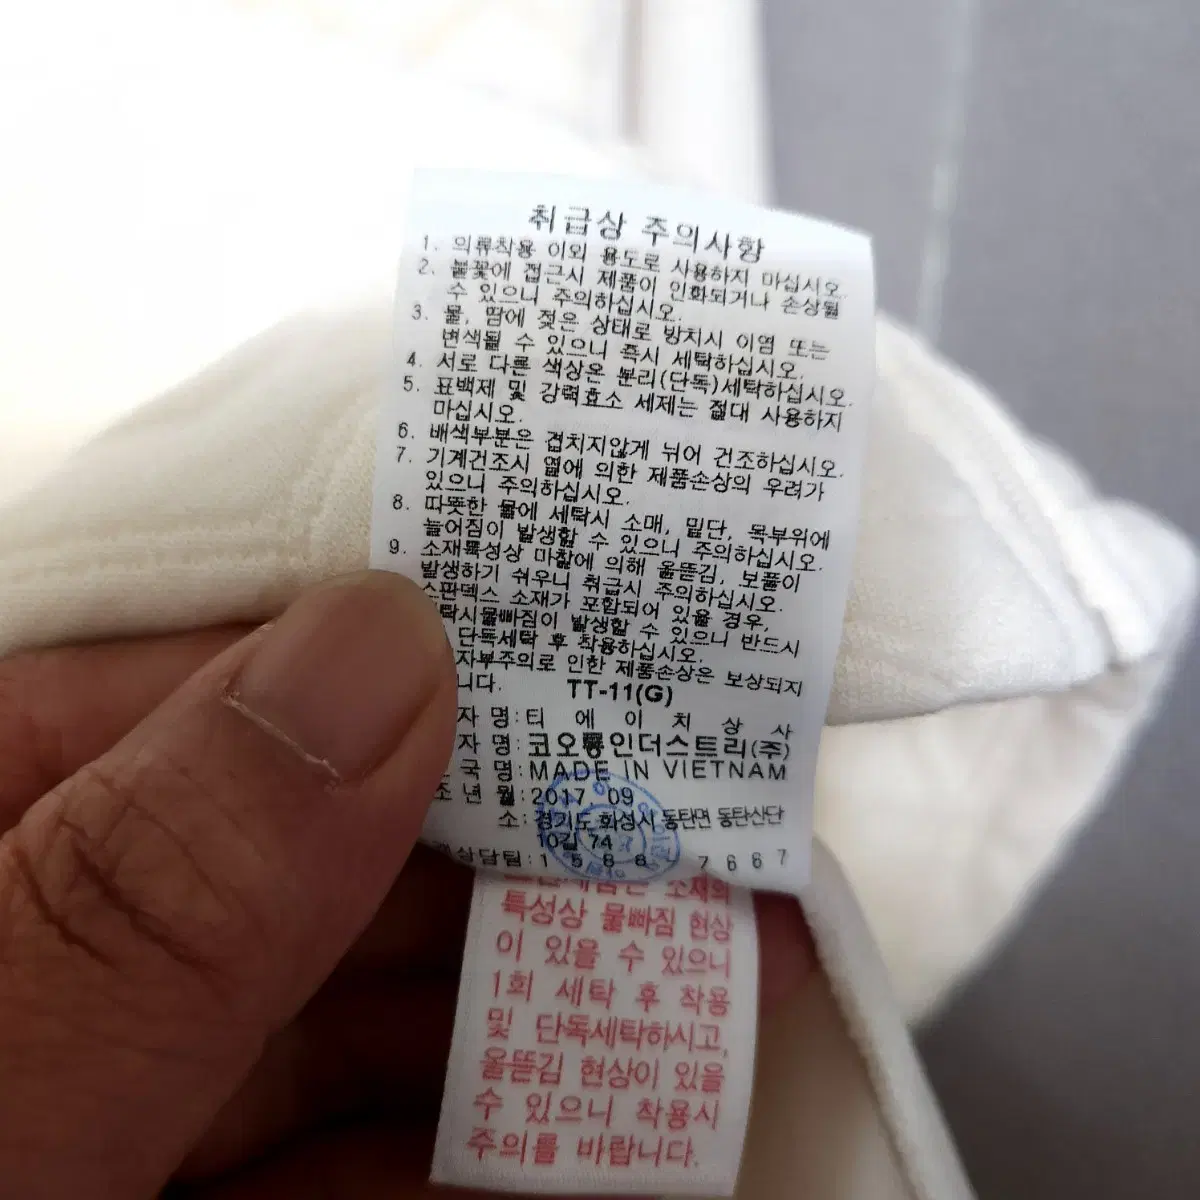 취급상 주의사항
1. 의류착용 이외 용도로 사용하지 마십시오.
2. 불꽃에 접근시 제품이 인화되거나 손상될
수 있으니 주의하십시오.
3. 물, 땀에 젖은 상태로 방치시 이염 또는
변색될 수 있으니 즉시 세탁하십시오.
4. 서로 다른 색상은 분리(단독)세탁하십시오.
5. 표백제 및 강력효소 세제는 절대 사용하지
마십시오.
6. 배색부분은 겹치지않게 뉘어 건조하십시오.
7. 기계건조시 열에 의한 제품손상의 우려가
있으니 주의하십시오.
8. 따뜻한 물에 세탁시 소매, 밑단, 목부위에
늘어짐이 발생할 수 있으니 주의하십시오.
9. 소재특성상 마찰에 의해 올뜯김, 보풀이
발생하기 쉬우니 취급시 주의하십시오.
스판덱스 소재가 포함되어 있을 경우,
탁시물빠짐이 발생할 수 있으니 반드시
단독세탁 후 착용하십시오.
자부주의로 인한 제품손상은 보상되지
니다. TT-11(G)
자 명:티 에 이 치 상 사
자 명:코오롱인더스트리(주)
국 명:MADE IN VIETNAM
조 년 월:2017 09
소:경기도 화성시 동탄면 동탄산단
10길 74
상담팀:1 5 8 8 7 6 6 7
소재의
특성상 물빠짐 현상
이 있을 수 있으니
1회 세탁 후 착용
및 단독세탁하시고,
올뜯김 현상이 있을
수 있으니 착용시
주의를 바랍니다.